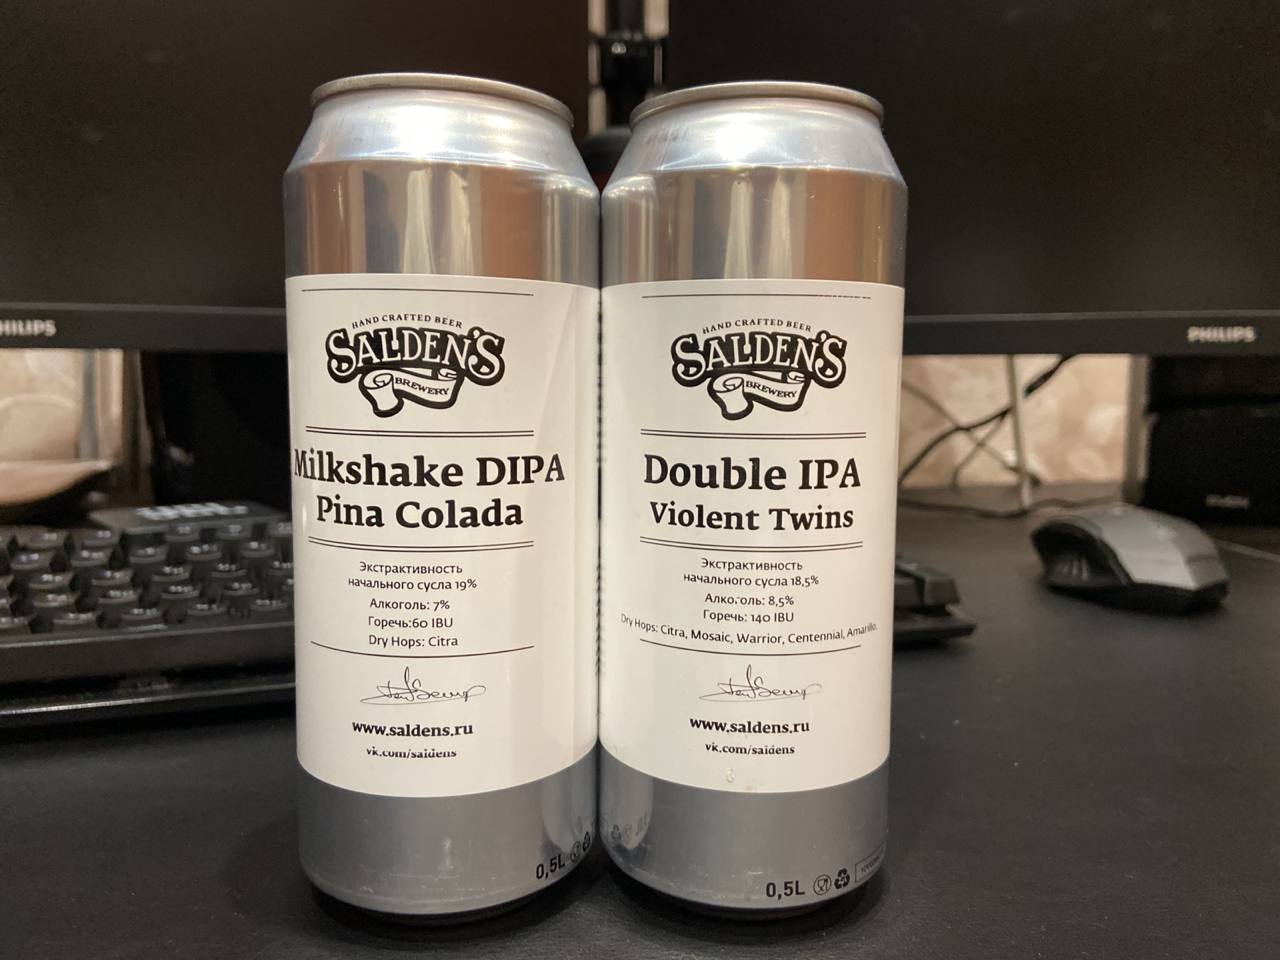 PHILIPS
PHILIPS
HAND CRAFTED BEER
SALDEN'S
BREWERY
Milkshake DIPA
Pina Colada
Экстрактивность
начального сусла 19%
Алкоголь: 7%
Горечь:60 IBU
Dry Hops: Citra
www.saldens.ru
vk.com/saldens
0,5L
HAND CRAFTED BEER
SALDEN'S
BREWERY
Double IPA
Violent Twins
Экстрактивность
начального сусла 18,5%
Алкоголь: 8,5%
Горечь: 140 IBU
Dry Hops: Citra, Mosaic, Warrior, Centennial, Amarillo.
www.saldens.ru
vk.com/saldens
0,5L